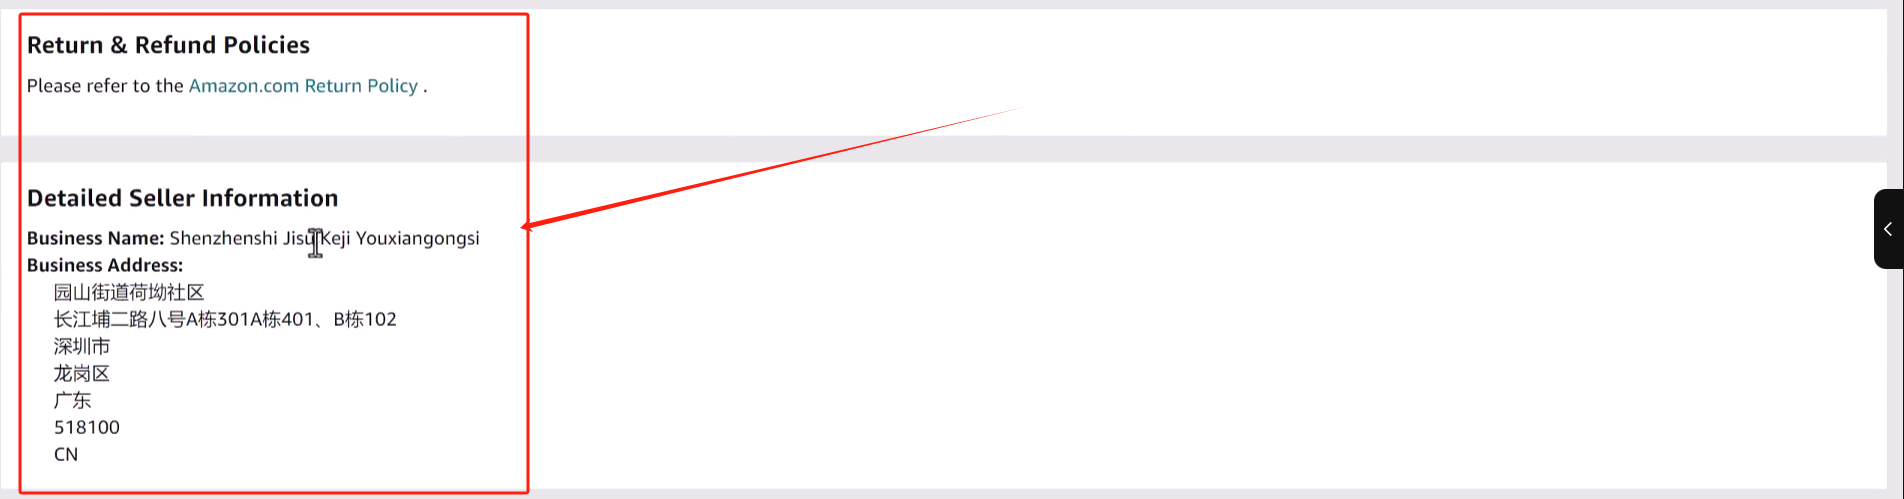 Return & Refund Policies
Please refer to the Amazon.com Return Policy .
Detailed Seller Information
Business Name: Shenzhenshi Jisu Keji Youxiangongsi
Business Address:
园山街道荷坳社区
长江埔二路八号A栋301A栋401、B栋102
深圳市
龙岗区
广东
518100
CN